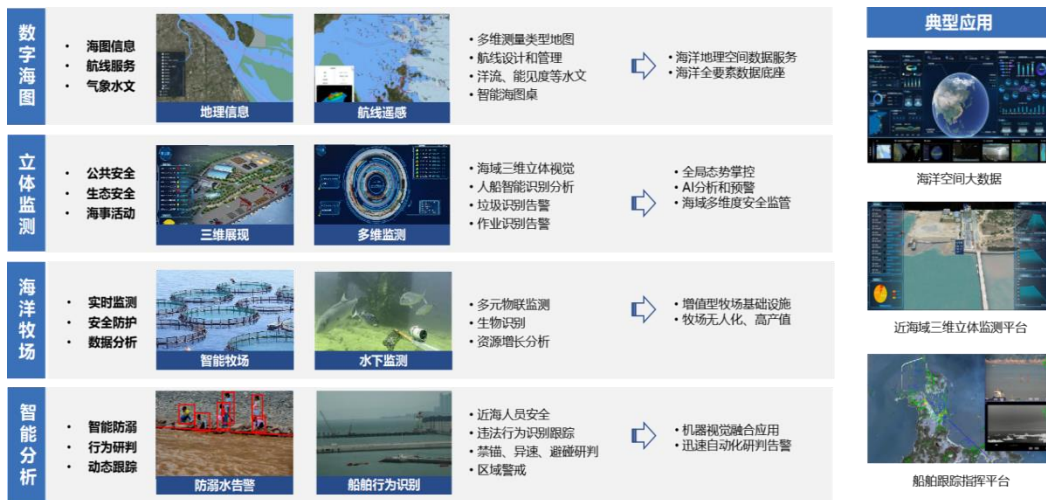 数字海图
• 海图信息
• 航线服务
• 气象水文
地理信息
航线遥感
• 多维测量类型地图
• 航线设计和管理
• 洋流、能见度等水文
• 智能海图桌
• 海洋地理空间数据服务
• 海洋全要素数据底座
立体监测
• 公共安全
• 生态安全
• 海事活动
三维展现
多维监测
• 海域三维立体视觉
• 人船智能识别分析
• 垃圾识别告警
• 作业识别告警
• 全局态势掌控
• AI分析和预警
• 海域多维度安全监管
海洋牧场
• 实时监测
• 安全防护
• 数据分析
智能牧场
水下监测
• 多元物联监测
• 生物识别
• 资源增长分析
• 增值型牧场基础设施
• 牧场无人化、高产值
智能分析
• 智能防溺
• 行为研判
• 动态跟踪
防溺水告警
船舶行为识别
• 近海人员安全
• 违法行为识别跟踪
• 禁锚、异速、避碰研判
• 区域警戒
• 机器视觉融合应用
• 迅速自动化研判告警
典型应用
海洋空间大数据
近海域三维立体监测平台
船舶跟踪指挥平台